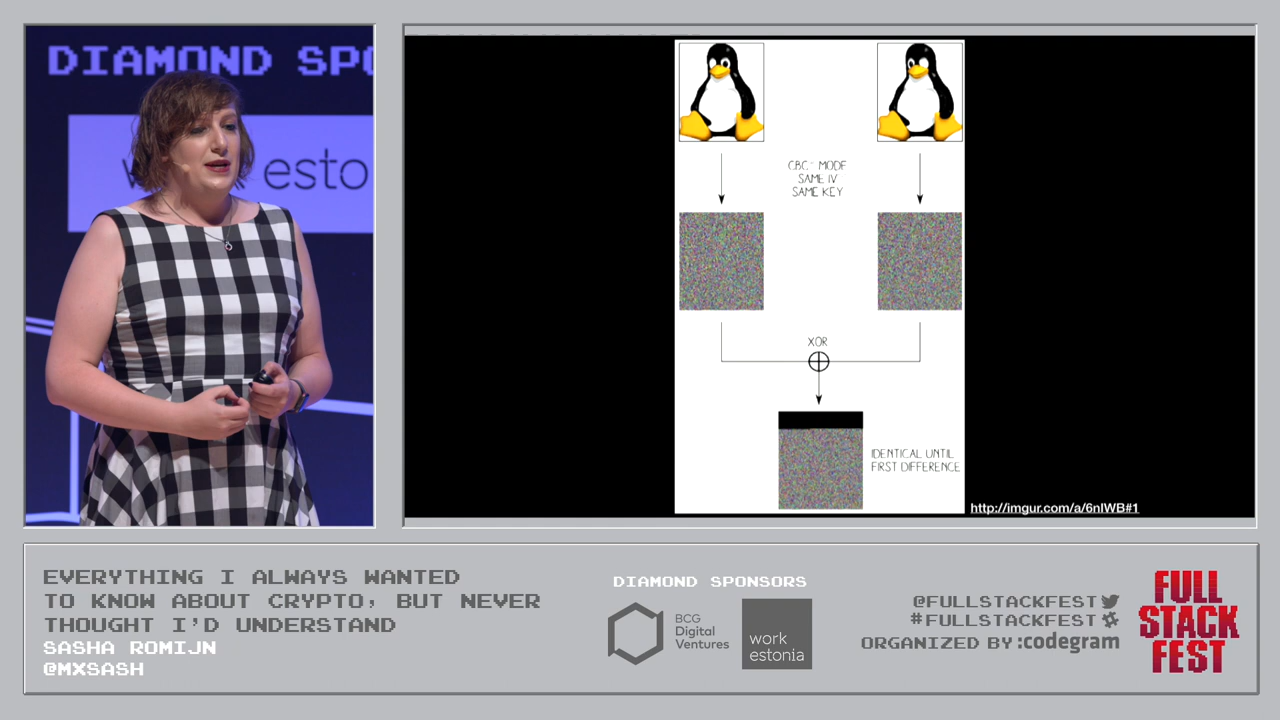 DIAMOND SPO
w
esto
CBC - MODE
SAME IV
SAME KEY
XOR
IDENTICAL UNTIL
FIRST DIFFERENCE
http://imgur.com/a/6nIWB#1
EVERYTHING I ALWAYS WANTED
TO KNOW ABOUT CRYPTO, BUT NEVER
THOUGHT I'D UNDERSTAND
SASHA ROMIJN
@MXSASH
DIAMOND SPONSORS
BCG
Digital
Ventures
work
estonia
@FULLSTACKFEST
#FULLSTACKFEST
ORGANIZED BY :codegram
FULL
STACK
FEST